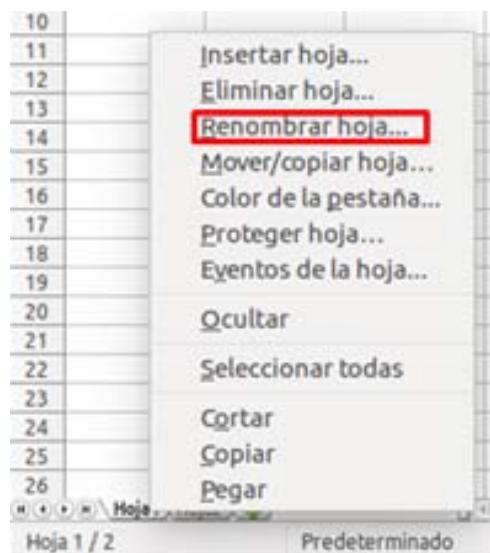 10
11
Insertar hoja...
12
Eliminar hoja...
13
Renombrar hoja...
14
15
Mover/copiar hoja...
16
Color de la pestaña...
17
Proteger hoja...
18
Eventos de la hoja...
19
20
Ocultar
21
22
Seleccionar todas
23
24
Cortar
25
Copiar
26
Pegar
Hoja
Hoja 1 / 2 Predeterminado